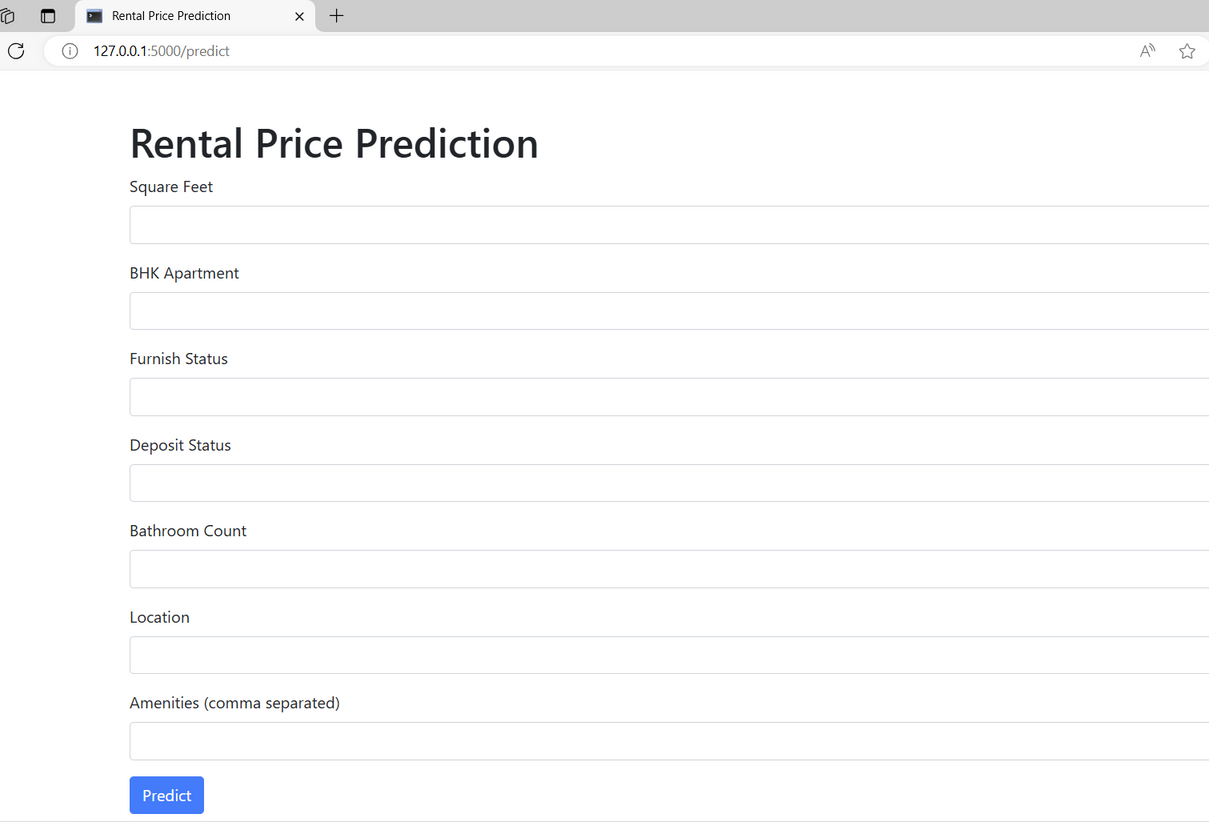 Rental Price Prediction
127.0.0.1:5000/predict
Rental Price Prediction
Square Feet
BHK Apartment
Furnish Status
Deposit Status
Bathroom Count
Location
Amenities (comma separated)
Predict